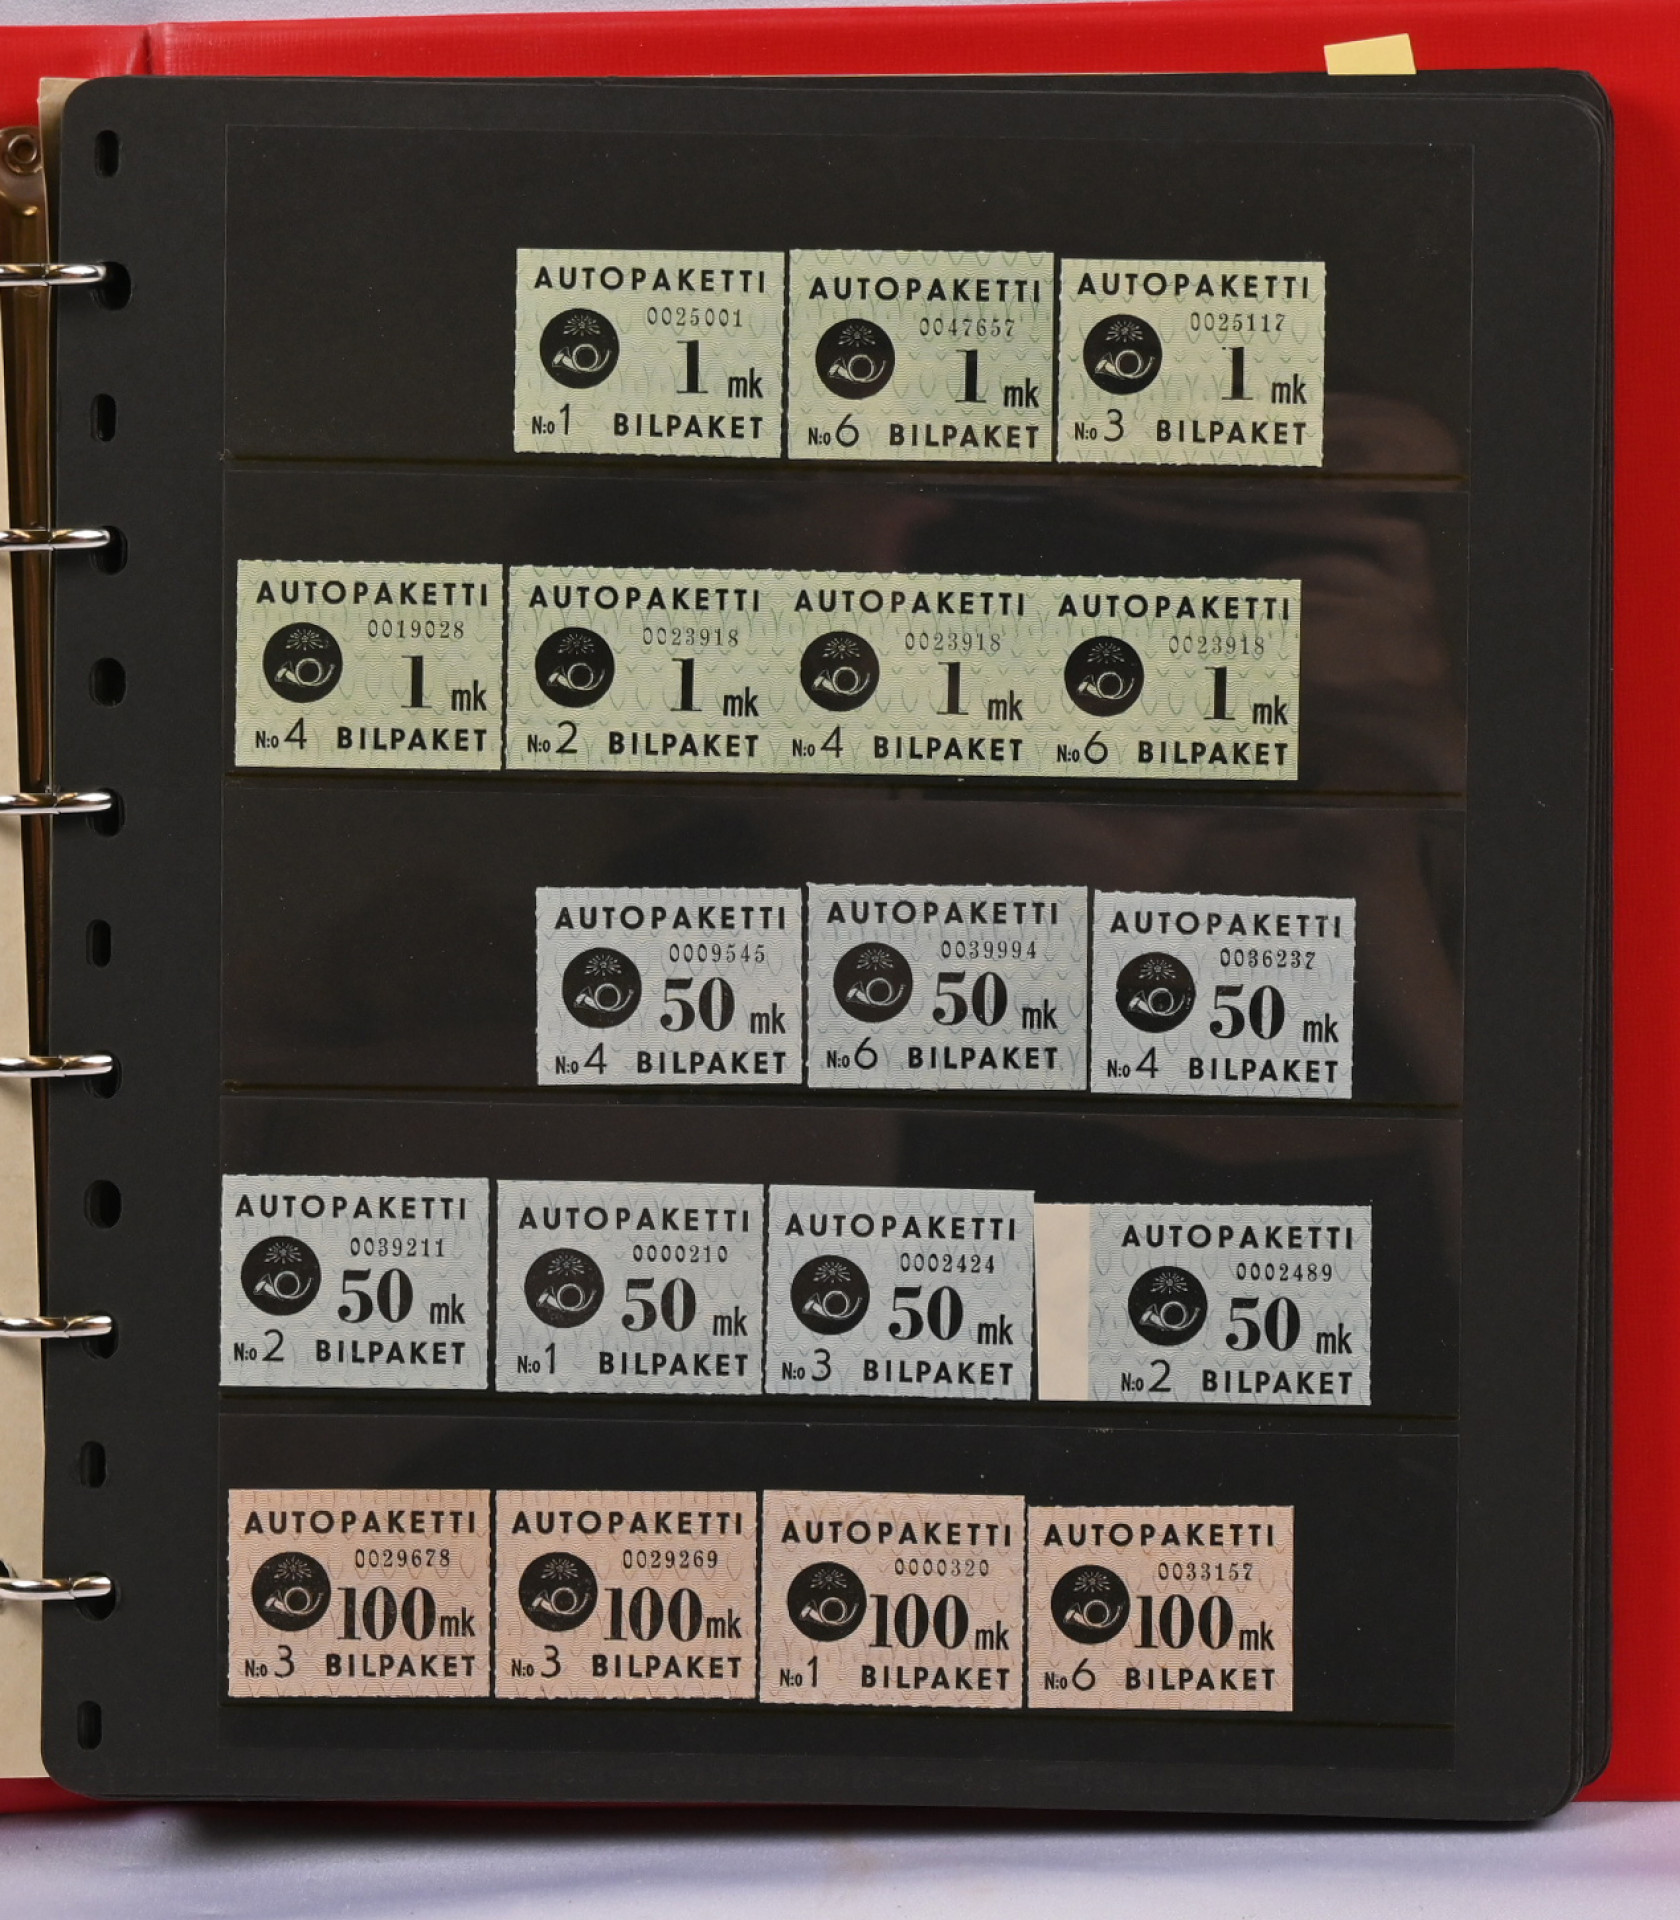 AUTOPAKETTI
0025001
1 mk
N:o 1 BILPAKET
AUTOPAKETTI
0047657
1 mk
N:o 6 BILPAKET
AUTOPAKETTI
0025117
1 mk
N:o 3 BILPAKET
AUTOPAKETTI
0019028
1 mk
N:o 4 BILPAKET
AUTOPAKETTI
0023918
1 mk
N:o 2 BILPAKET
AUTOPAKETTI
0023918
1 mk
N:o 4 BILPAKET
AUTOPAKETTI
0023918
1 mk
N:o 6 BILPAKET
AUTOPAKETTI
0009545
50 mk
N:o 4 BILPAKET
AUTOPAKETTI
0039994
50 mk
N:o 6 BILPAKET
AUTOPAKETTI
0036237
50 mk
N:o 4 BILPAKET
AUTOPAKETTI
0039211
50 mk
N:o 2 BILPAKET
AUTOPAKETTI
0000210
50 mk
N:o 1 BILPAKET
AUTOPAKETTI
0002424
50 mk
N:o 3 BILPAKET
AUTOPAKETTI
0002489
50 mk
N:o 2 BILPAKET
AUTOPAKETTI
0029678
100 mk
N:o 3 BILPAKET
AUTOPAKETTI
0029269
100 mk
N:o 3 BILPAKET
AUTOPAKETTI
0000320
100 mk
N:o 1 BILPAKET
AUTOPAKETTI
0033157
100 mk
N:o 6 BILPAKET